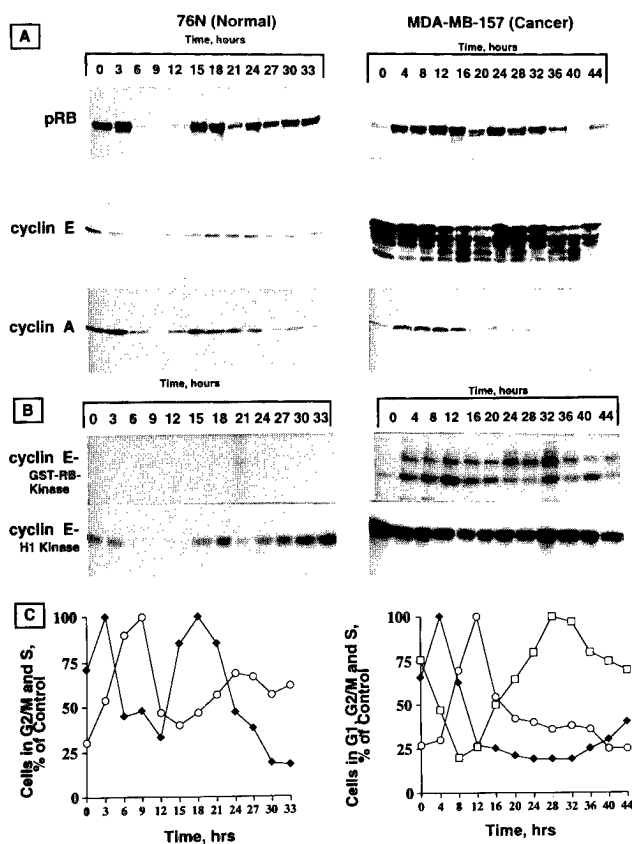 76N (Normal)
MDA-MB-157 (Cancer)
A
Time, hours
0 3 6 9 12 15 18 21 24 27 30 33
Time, hours
0 4 8 12 16 20 24 28 32 36 40 44
pRB
cyclin E
cyclin A
B
Time, hours
0 3 6 9 12 15 18 21 24 27 30 33
Time, hours
0 4 8 12 16 20 24 28 32 36 40 44
cyclin E-
GST-RB-
Kinase
cyclin E-
H1 Kinase
C
Cells in G2/M and S,
% of Control
100
75
50
25
0
0 3 6 9 12 15 18 21 24 27 30 33
Time, hrs
Cells in G1, G2/M and S,
% of Control
100
75
50
25
0
0 4 8 12 16 20 24 28 32 36 40 44
Time, hrs